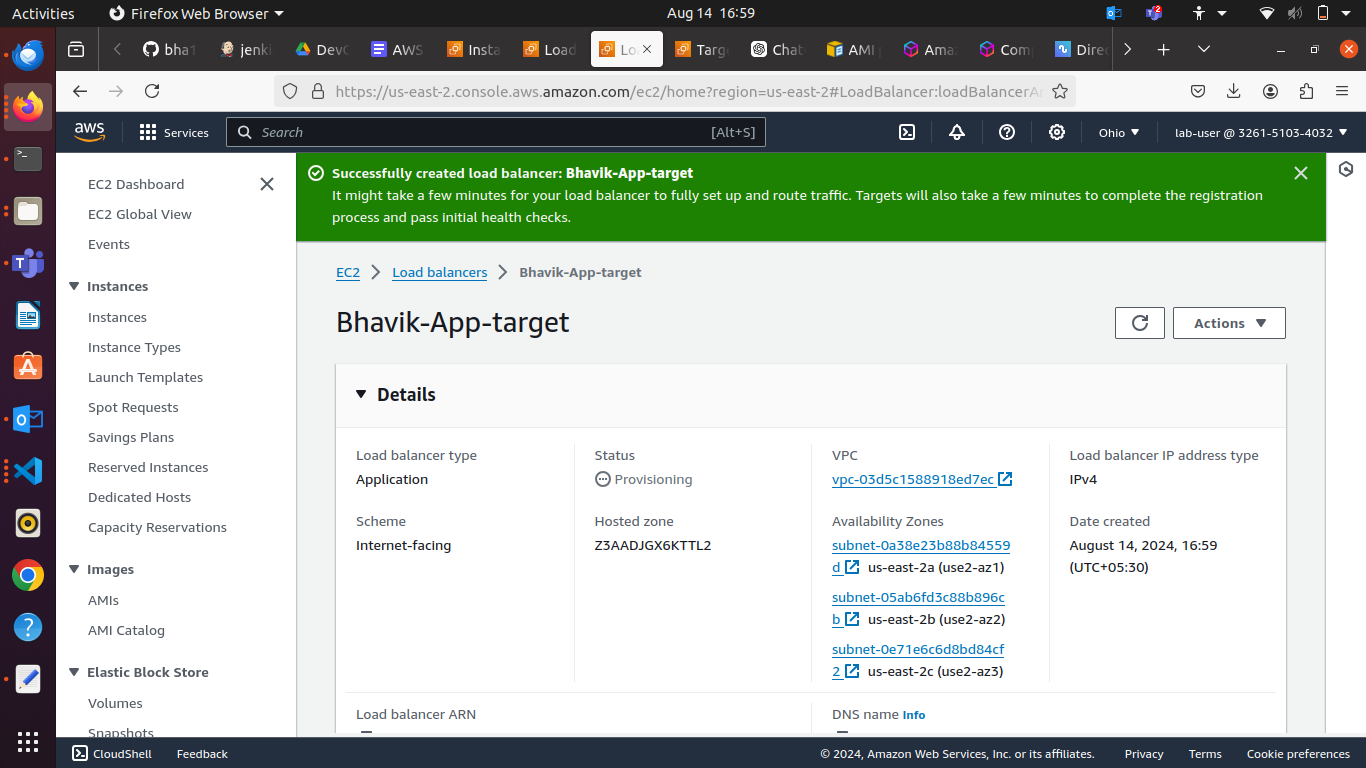 Activities
Firefox Web Browser
Aug 14 16:59
2
bha1
jenki
DevO
AWS
Insta
Load
Lo
Targ
Chat
AMI
Ama
Com
Direc
https://us-east-2.console.aws.amazon.com/ec2/home?region=us-east-2#LoadBalancer:loadBalancerAr
aws
Services
Search
[Alt+S]
Ohio
lab-user @ 3261-5103-4032
EC2 Dashboard
EC2 Global View
Events
Instances
Instances
Instance Types
Launch Templates
Spot Requests
Savings Plans
Reserved Instances
Dedicated Hosts
Capacity Reservations
Images
AMIs
AMI Catalog
Elastic Block Store
Volumes
Snapshots
Successfully created load balancer: Bhavik-App-target
It might take a few minutes for your load balancer to fully set up and route traffic. Targets will also take a few minutes to complete the registration
process and pass initial health checks.
EC2
Load balancers
Bhavik-App-target
Bhavik-App-target
Actions
Details
Load balancer type
Application
Status
Provisioning
VPC
vpc-03d5c1588918ed7ec
Load balancer IP address type
IPv4
Scheme
Internet-facing
Hosted zone
Z3AADJGX6KTTL2
Availability Zones
subnet-0a38e23b88b84559
d us-east-2a (use2-az1)
subnet-05ab6fd3c88b896c
b us-east-2b (use2-az2)
subnet-0e71e6c6d8bd84cf
2 us-east-2c (use2-az3)
Date created
August 14, 2024, 16:59
(UTC+05:30)
Load balancer ARN
DNS name Info
CloudShell
Feedback
© 2024, Amazon Web Services, Inc. or its affiliates.
Privacy
Terms
Cookie preferences